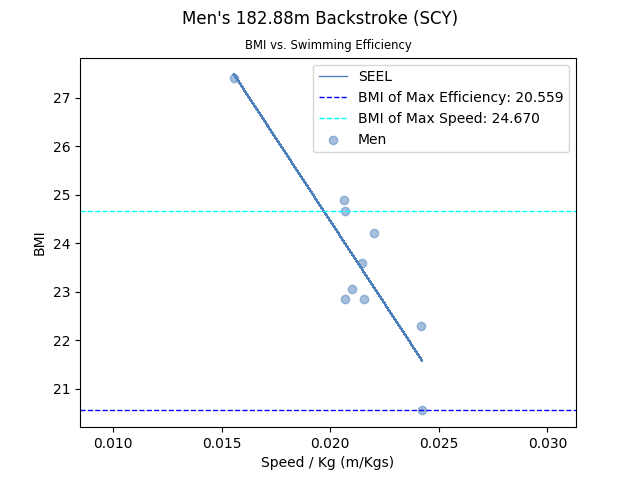 Men's 182.88m Backstroke (SCY)
BMI vs. Swimming Efficiency
SEEL
BMI of Max Efficiency: 20.559
BMI of Max Speed: 24.670
Men
BMI
27
26
25
24
23
22
21
0.010 0.015 0.020 0.025 0.030
Speed / Kg (m/Kgs)